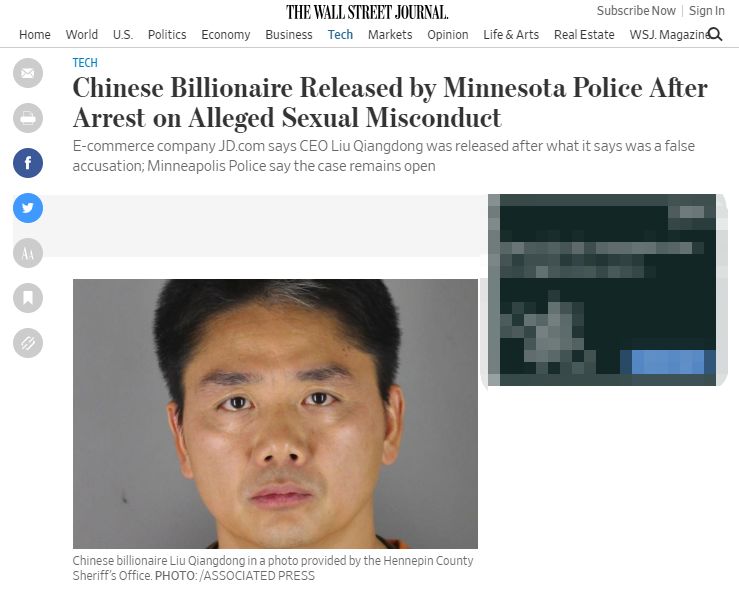 THE WALL STREET JOURNAL.
Subscribe Now | Sign In
Home World U.S. Politics Economy Business Tech Markets Opinion Life & Arts Real Estate WSJ. Magazine
TECH
Chinese Billionaire Released by Minnesota Police After
Arrest on Alleged Sexual Misconduct
E-commerce company JD.com says CEO Liu Qiangdong was released after what it says was a false
accusation; Minneapolis Police say the case remains open
f
AA
Chinese billionaire Liu Qiangdong in a photo provided by the Hennepin County
Sheriff's Office. PHOTO: /ASSOCIATED PRESS